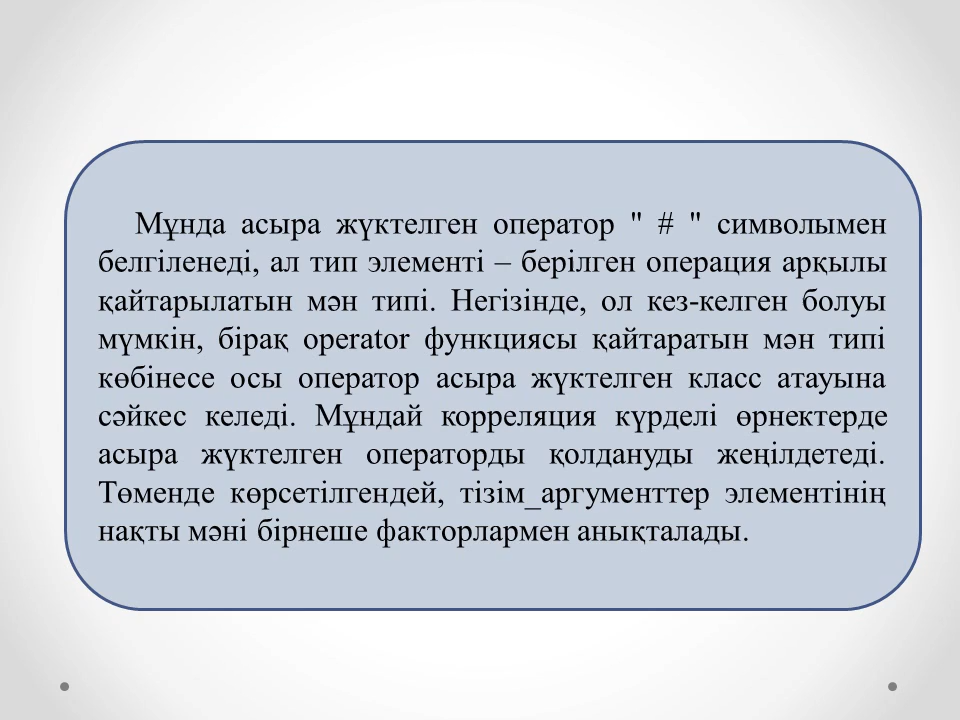 Мұнда асыра жүктелген оператор " # " символымен
белгіленеді, ал тип элементі – берілген операция арқылы
қайтарылатын мән типі. Негізінде, ол кез-келген болуы
мүмкін, бірақ operator функциясы қайтаратын мән типі
көбінесе осы оператор асыра жүктелген класс атауына
сәйкес келеді. Мұндай корреляция күрделі өрнектерде
асыра жүктелген операторды қолдануды жеңілдетеді.
Төменде көрсетілгендей, тізім_аргументтер элементінің
нақты мәні бірнеше факторлармен анықталады.